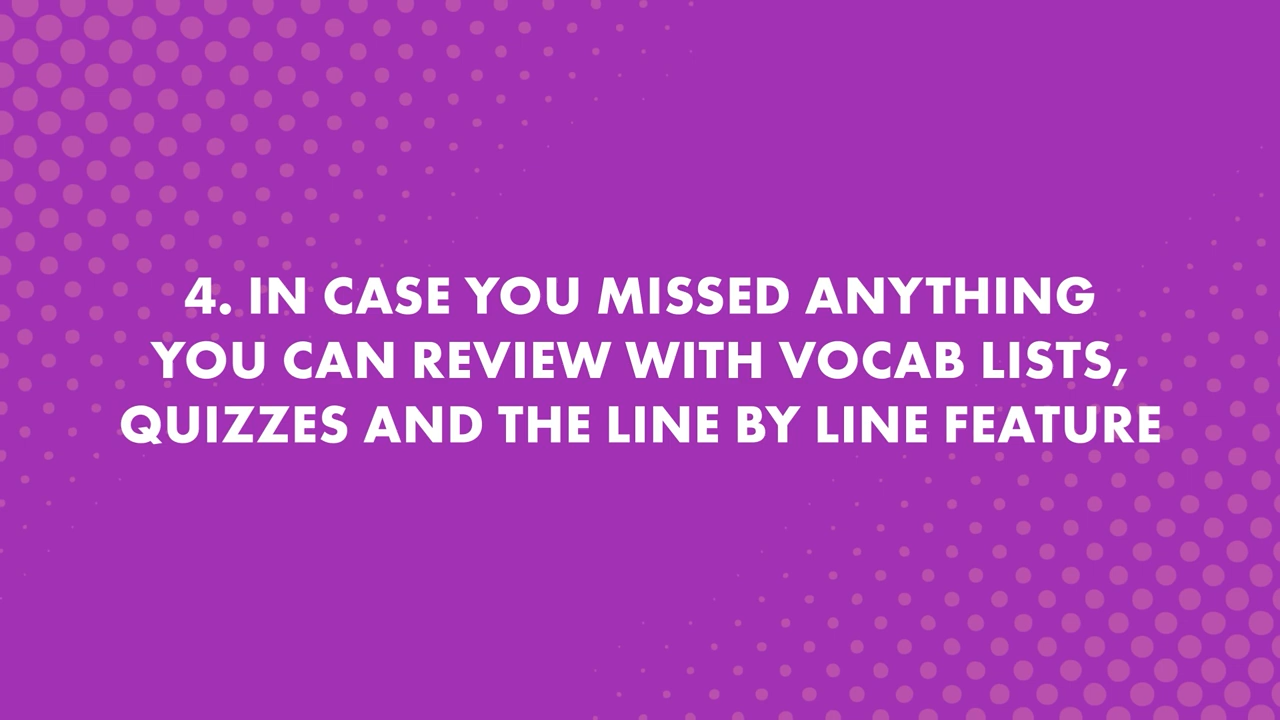 4. IN CASE YOU MISSED ANYTHING
YOU CAN REVIEW WITH VOCAB LISTS,
QUIZZES AND THE LINE BY LINE FEATURE